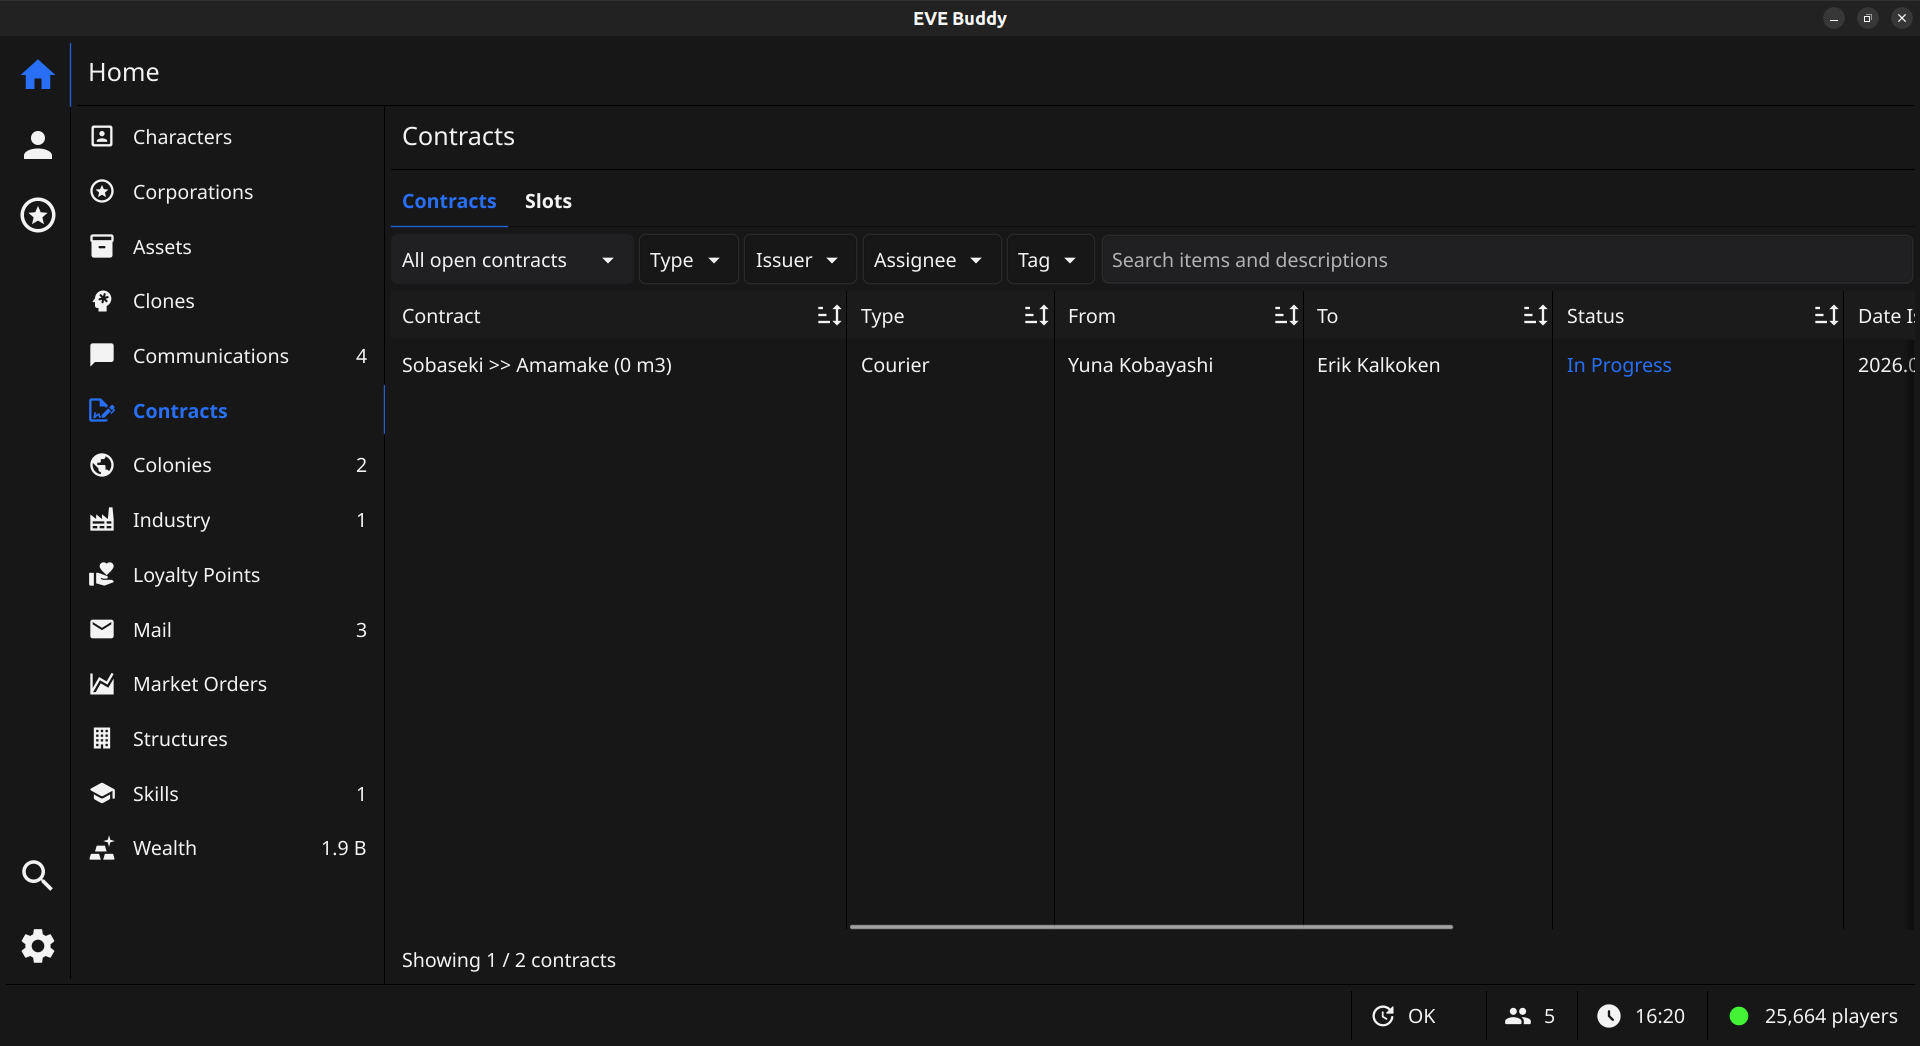 EVE Buddy
Home
Characters
Corporations
Assets
Clones
Communications 4
Contracts
Colonies 2
Industry 1
Loyalty Points
Mail 3
Market Orders
Structures
Skills 1
Wealth 1.9 B
Contracts
Contracts Slots
All open contracts Type Issuer Assignee Tag Search items and descriptions
Contract Type From To Status Date
Sobaseki >> Amamake (0 m3) Courier Yuna Kobayashi Erik Kalkoken In Progress 2026.
Showing 1 / 2 contracts
OK 5 16:20 25,664 players